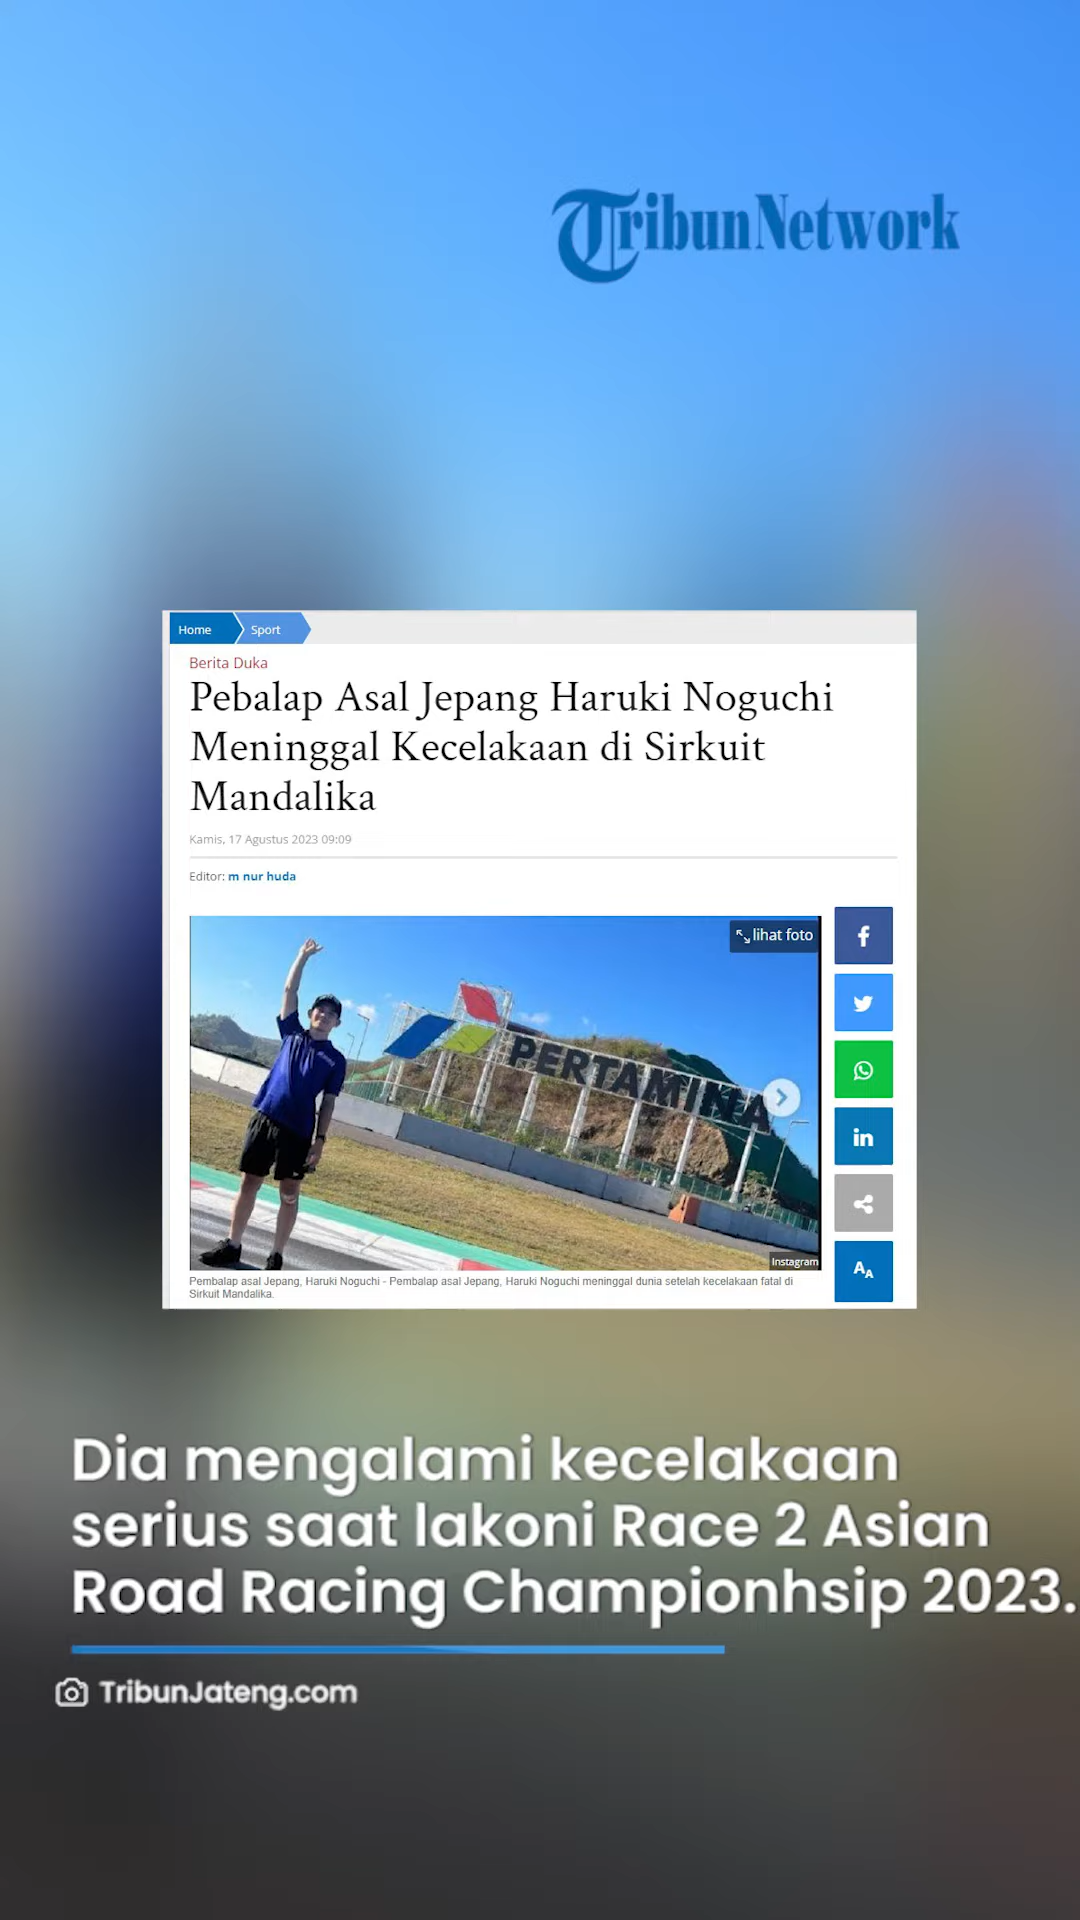 TribunNetwork
Home
Sport
Berita Duka
Pebalap Asal Jepang Haruki Noguchi
Meninggal Kecelakaan di Sirkuit
Mandalika
Kamis, 17 Agustus 2023 09:09
Editor: m nur huda
lihat foto
PERTAMINA
Instagram
Pembalap asal Jepang, Haruki Noguchi - Pembalap asal Jepang, Haruki Noguchi meninggal dunia setelah kecelakaan fatal di
Sirkuit Mandalika.
f
in
AA
Dia mengalami kecelakaan
serius saat lakoni Race 2 Asian
Road Racing Championhsip 2023.
TribunJateng.com